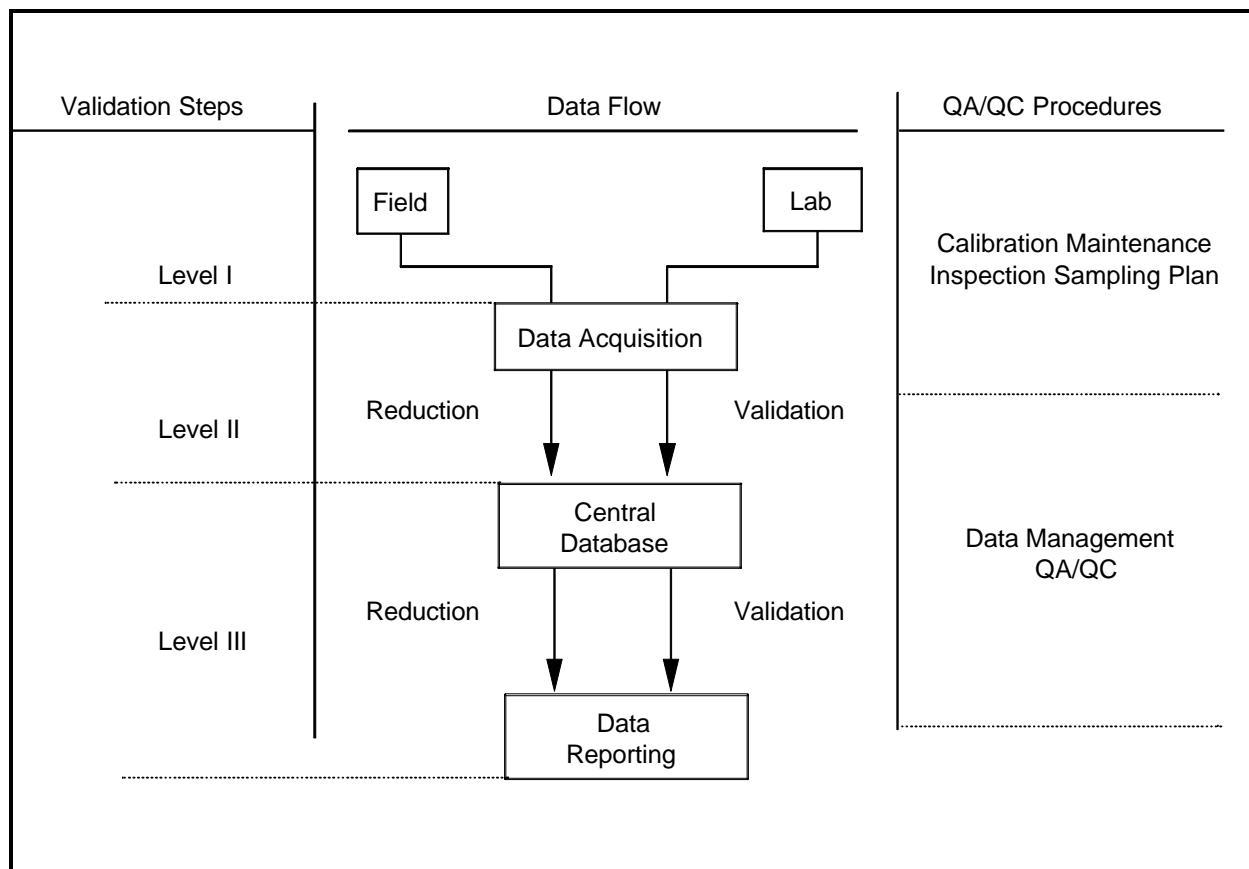 Validation Steps
Data Flow
QA/QC Procedures
Field
Lab
Calibration Maintenance
Inspection Sampling Plan
Level I
Data Acquisition
Reduction
Validation
Level II
Central
Database
Data Management
QA/QC
Reduction
Validation
Level III
Data
Reporting